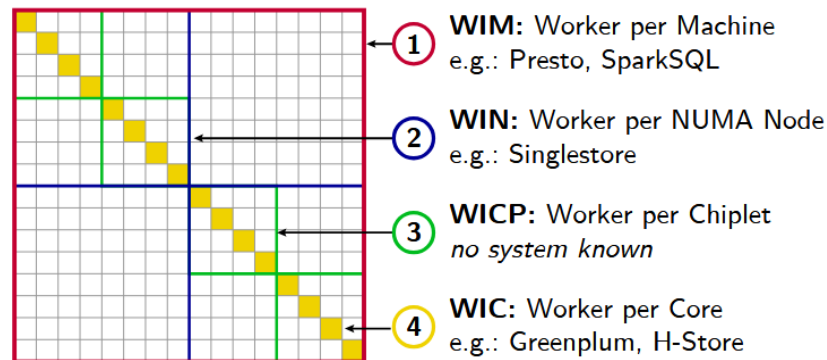 1
WIM: Worker per Machine
e.g.: Presto, SparkSQL
2
WIN: Worker per NUMA Node
e.g.: Singlestore
3
WICP: Worker per Chiplet
no system known
4
WIC: Worker per Core
e.g.: Greenplum, H-Store